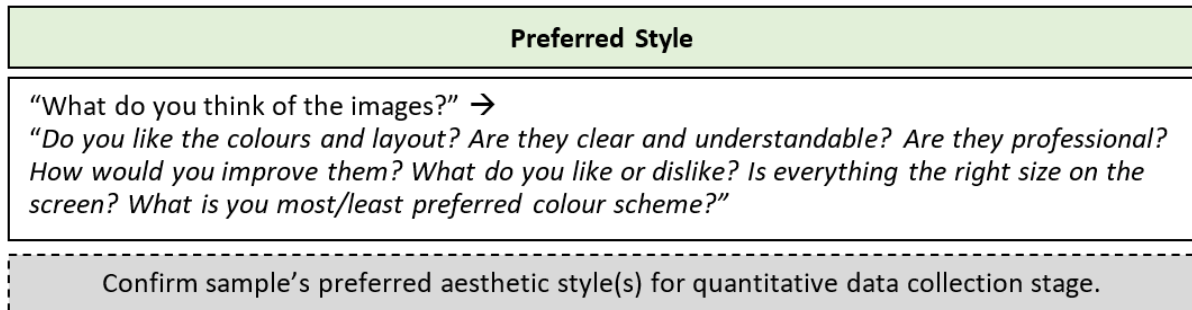 Preferred Style
“What do you think of the images?” →
“Do you like the colours and layout? Are they clear and understandable? Are they professional?
How would you improve them? What do you like or dislike? Is everything the right size on the
screen? What is you most/least preferred colour scheme?”
Confirm sample’s preferred aesthetic style(s) for quantitative data collection stage.